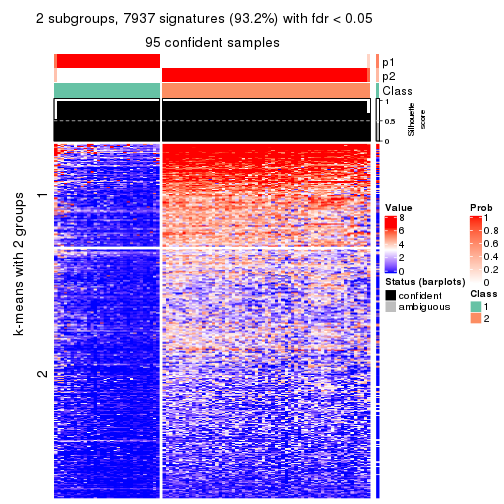 2 subgroups, 7937 signatures (93.2%) with fdr < 0.05
95 confident samples
p1
p2
Class
1
0.5
0
Silhouette
score
k-means with 2 groups
1
2
Value
8
6
4
2
0
Prob
1
0.8
0.6
0.4
0.2
0
Status (barplots)
confident
ambiguous
Class
1
2